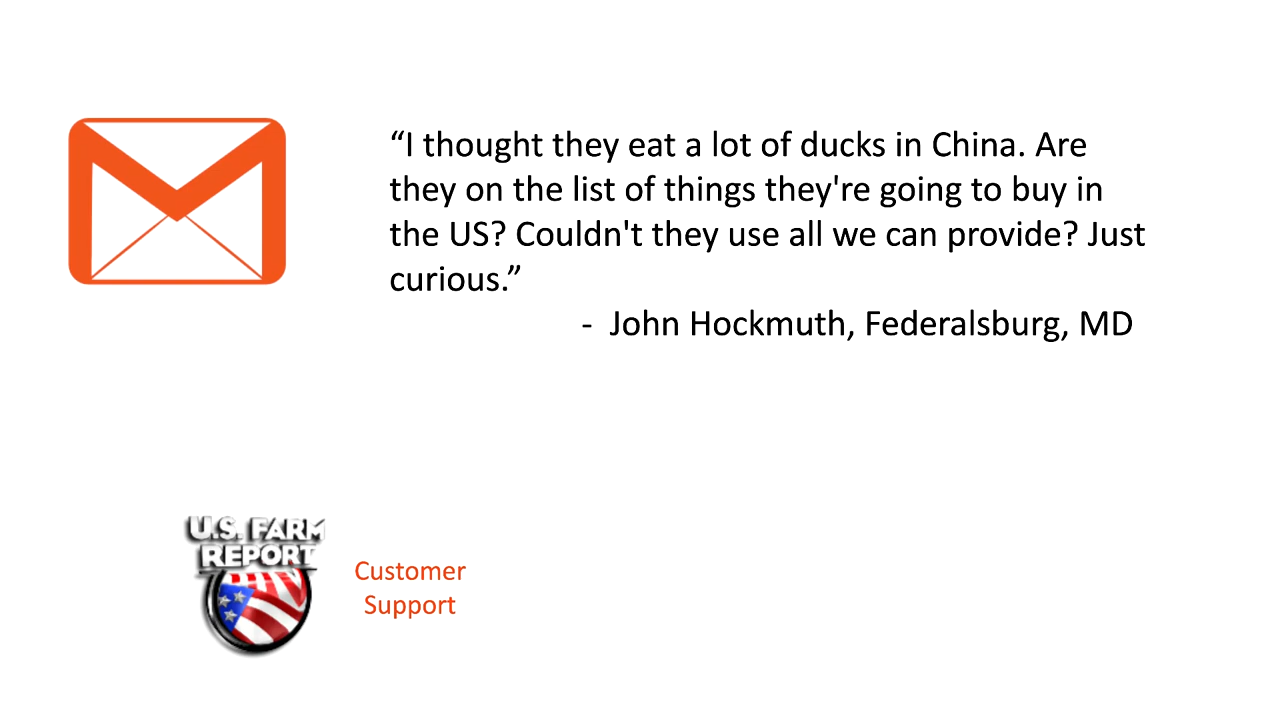 “I thought they eat a lot of ducks in China. Are
they on the list of things they're going to buy in
the US? Couldn't they use all we can provide? Just
curious.”
- John Hockmuth, Federalsburg, MD
U.S. FARM
REPORT
Customer
Support